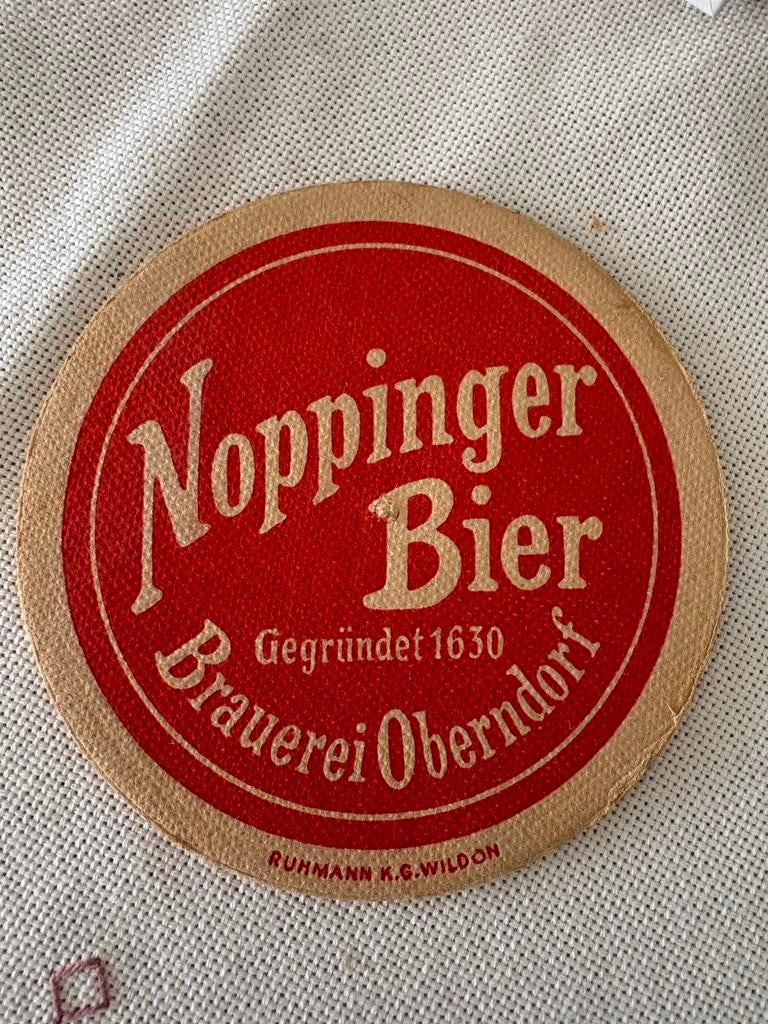 Noppinger
Bier
Gegründet 1630
Brauerei Oberndorf
RUHMANN K.G. WILDON